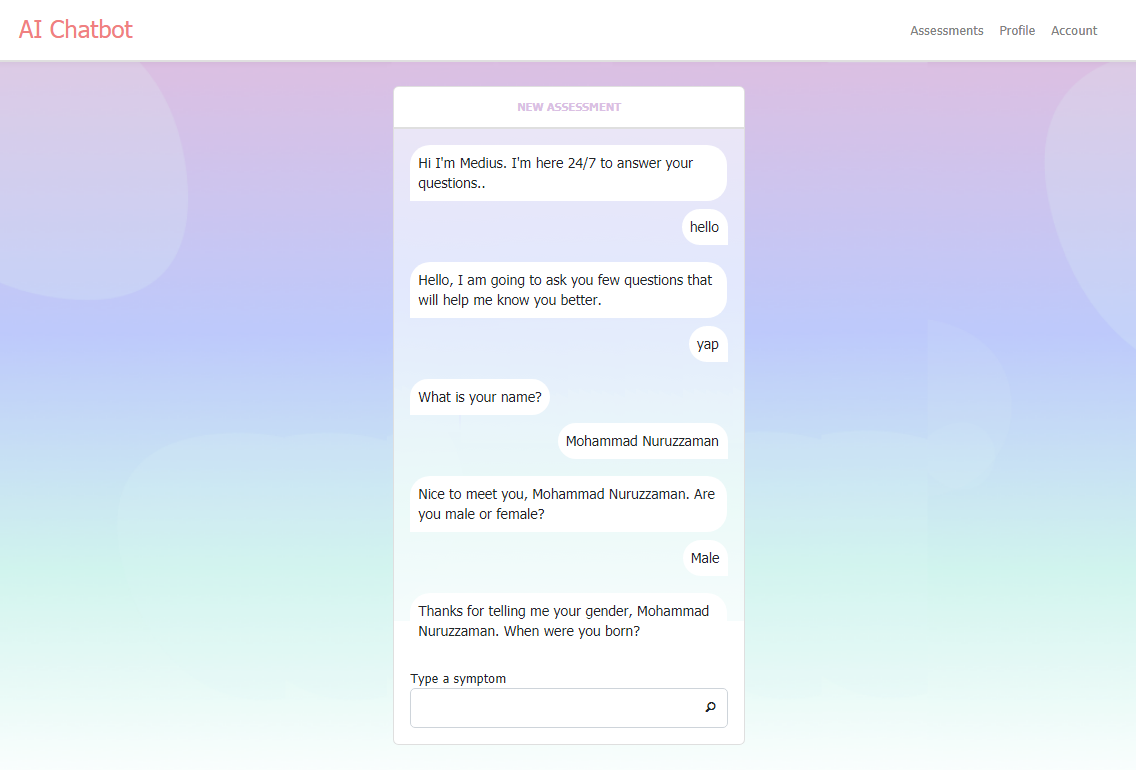 AI Chatbot
Assessments Profile Account
NEW ASSESSMENT
Hi I'm Medius. I'm here 24/7 to answer your
questions..
hello
Hello, I am going to ask you few questions that
will help me know you better.
yap
What is your name?
Mohammad Nuruzzaman
Nice to meet you, Mohammad Nuruzzaman. Are
you male or female?
Male
Thanks for telling me your gender, Mohammad
Nuruzzaman. When were you born?
Type a symptom